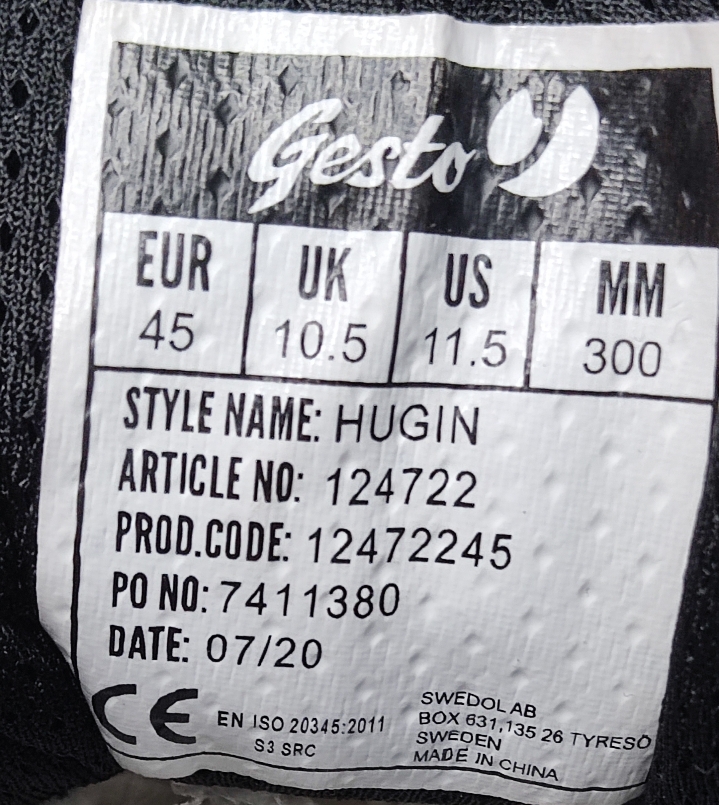 Gesto
EUR UK US MM
45 10.5 11.5 300
STYLE NAME: HUGIN
ARTICLE NO: 124722
PROD.CODE: 12472245
PO NO: 7411380
DATE: 07/20
CE EN ISO 20345:2011
S3 SRC
SWEDOL AB
BOX 631,135 26 TYRESÖ
SWEDEN
MADE IN CHINA